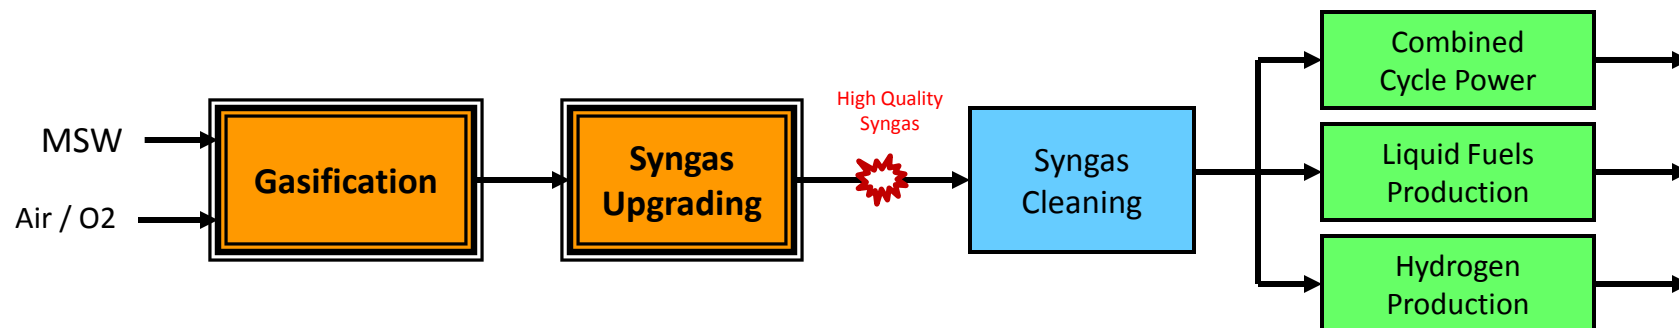 MSW
Air / O2
Gasification
Syngas
Upgrading
High Quality
Syngas
Syngas
Cleaning
Combined
Cycle Power
Liquid Fuels
Production
Hydrogen
Production